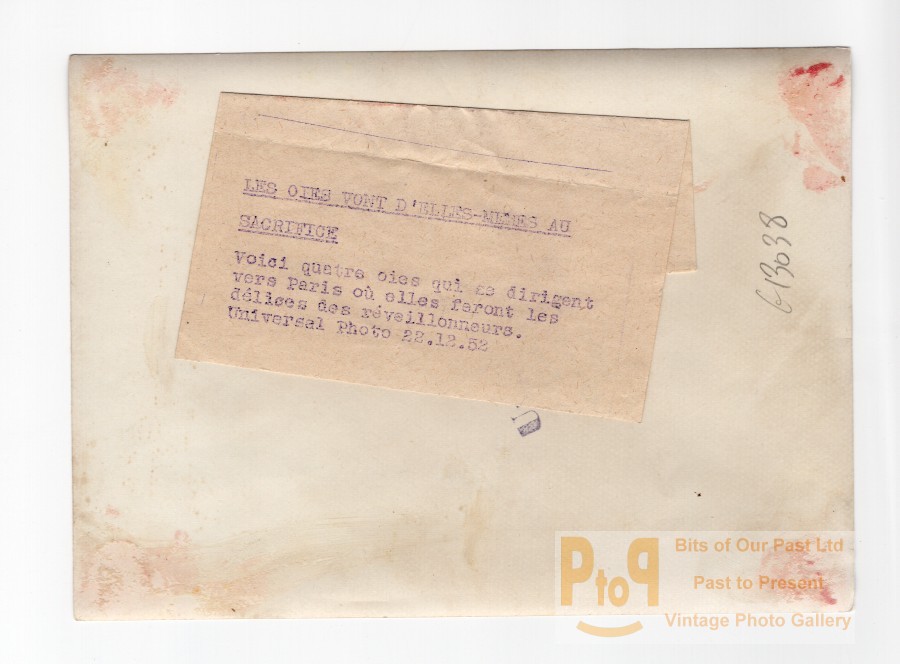 LES OIES VONT D'ELLES-MEMES AU
SACRIFICE
Voici quatre oies qui se dirigent
vers Paris où elles feront les
délices des réveillonneurs.
Universal Photo 22.12.52
G13038
PtoP
Bits of Our Past Ltd
Past to Present
Vintage Photo Gallery